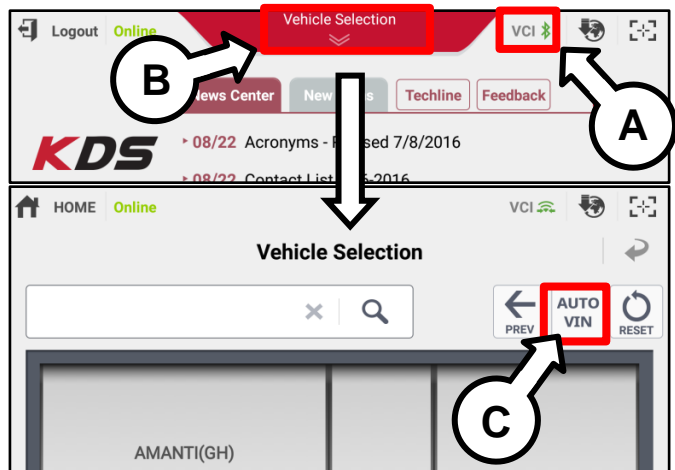 Logout Online Vehicle Selection VCI
A
B
News Center New Techline Feedback
KDS
08/22 Acronyms - sed 7/8/2016
08/22 Contact List -2016
HOME Online VCI
Vehicle Selection
PREV AUTO VIN RESET
C
AMANTI(GH)